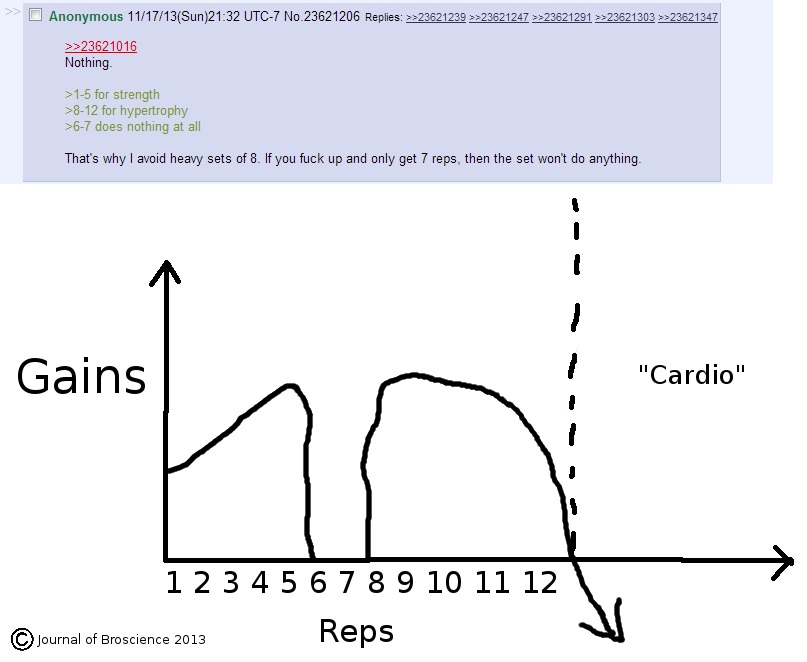 >> Anonymous 11/17/13(Sun)21:32 UTC-7 No.23621206 Replies: >>23621239 >>23621247 >>23621291 >>23621303 >>23621347
>>23621016
Nothing.
>1-5 for strength
>8-12 for hypertrophy
>6-7 does nothing at all
That's why I avoid heavy sets of 8. If you fuck up and only get 7 reps, then the set won't do anything.
Gains
"Cardio"
1 2 3 4 5 6 7 8 9 10 11 12
Reps
© Journal of Broscience 2013